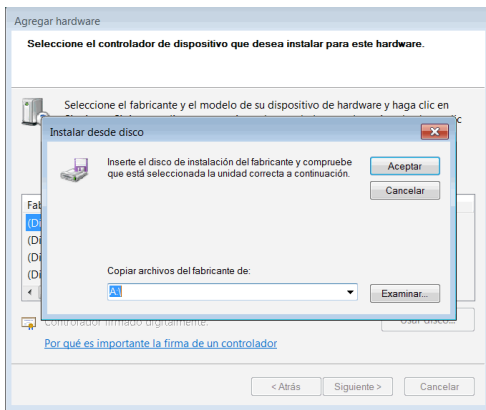 Agregar hardware
Seleccione el controlador de dispositivo que desea instalar para este hardware.
Seleccione el fabricante y el modelo de su dispositivo de hardware y haga clic en
Instalar desde disco
Inserte el disco de instalación del fabricante y compruebe
que está seleccionada la unidad correcta a continuación.
Aceptar
Cancelar
Copiar archivos del fabricante de:
A:\
Examinar...
Controlador firmado digitalmente.
Usar disco...
Por qué es importante la firma de un controlador
< Atrás
Siguiente >
Cancelar